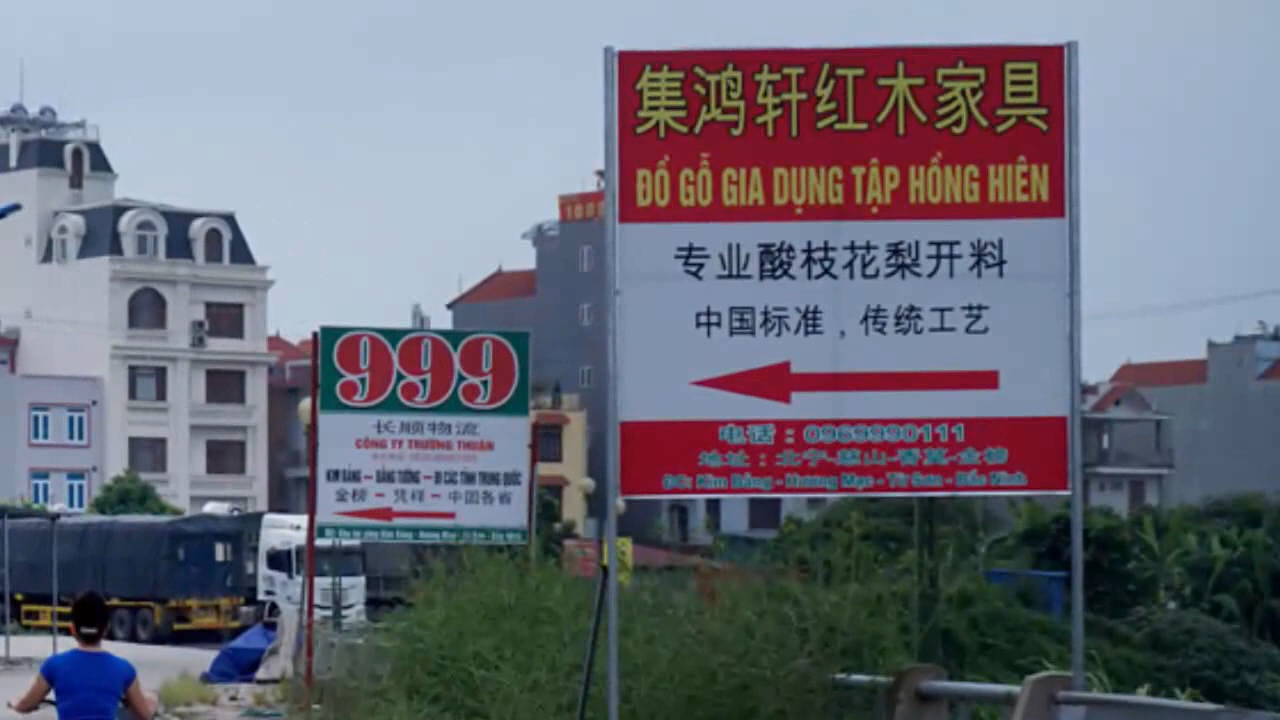 集鸿轩红木家具
ĐỒ GỖ GIA DỤNG TẬP HỒNG HIÊN
专业酸枝花梨开料
中国标准，传统工艺
电话：0969990111
地址：北宁-慈山-香莫-金榜
ĐC: Kim Bảng - Hương Mạc - Từ Sơn - Bắc Ninh
999
长顺物流
CÔNG TY TRƯỜNG THUẬN
KIM BẢNG — BẰNG TƯỜNG — ĐI CÁC TỈNH TRUNG QUỐC
金榜 — 凭祥 — 中国各省